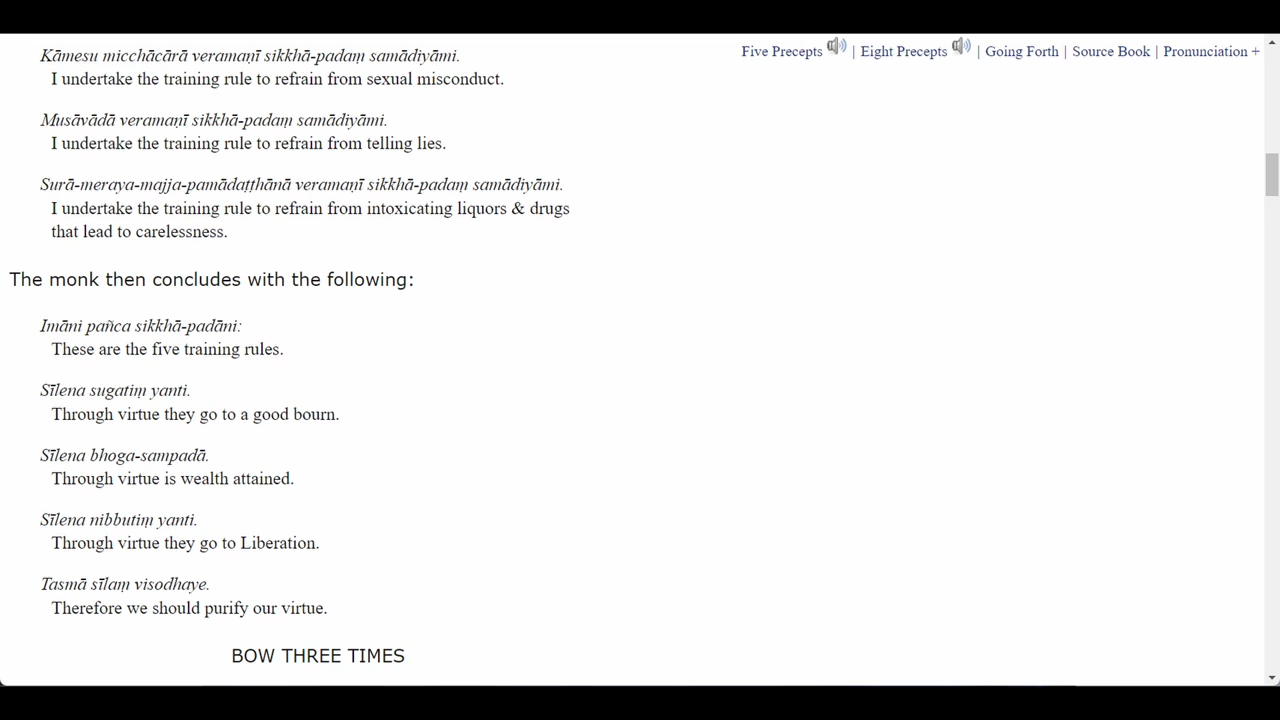 Five Precepts | Eight Precepts | Going Forth | Source Book | Pronunciation +
Kāmesu micchācārā veramaṇī sikkhā-padaṃ samādiyāmi.
I undertake the training rule to refrain from sexual misconduct.
Musāvādā veramaṇī sikkhā-padaṃ samādiyāmi.
I undertake the training rule to refrain from telling lies.
Surā-meraya-majja-pamādaṭṭhānā veramaṇī sikkhā-padaṃ samādiyāmi.
I undertake the training rule to refrain from intoxicating liquors & drugs
that lead to carelessness.
The monk then concludes with the following:
Imāni pañca sikkhā-padāni:
These are the five training rules.
Sīlena sugatiṃ yanti.
Through virtue they go to a good bourn.
Sīlena bhoga-sampadā.
Through virtue is wealth attained.
Sīlena nibbutiṃ yanti.
Through virtue they go to Liberation.
Tasmā sīlaṃ visodhaye.
Therefore we should purify our virtue.
BOW THREE TIMES